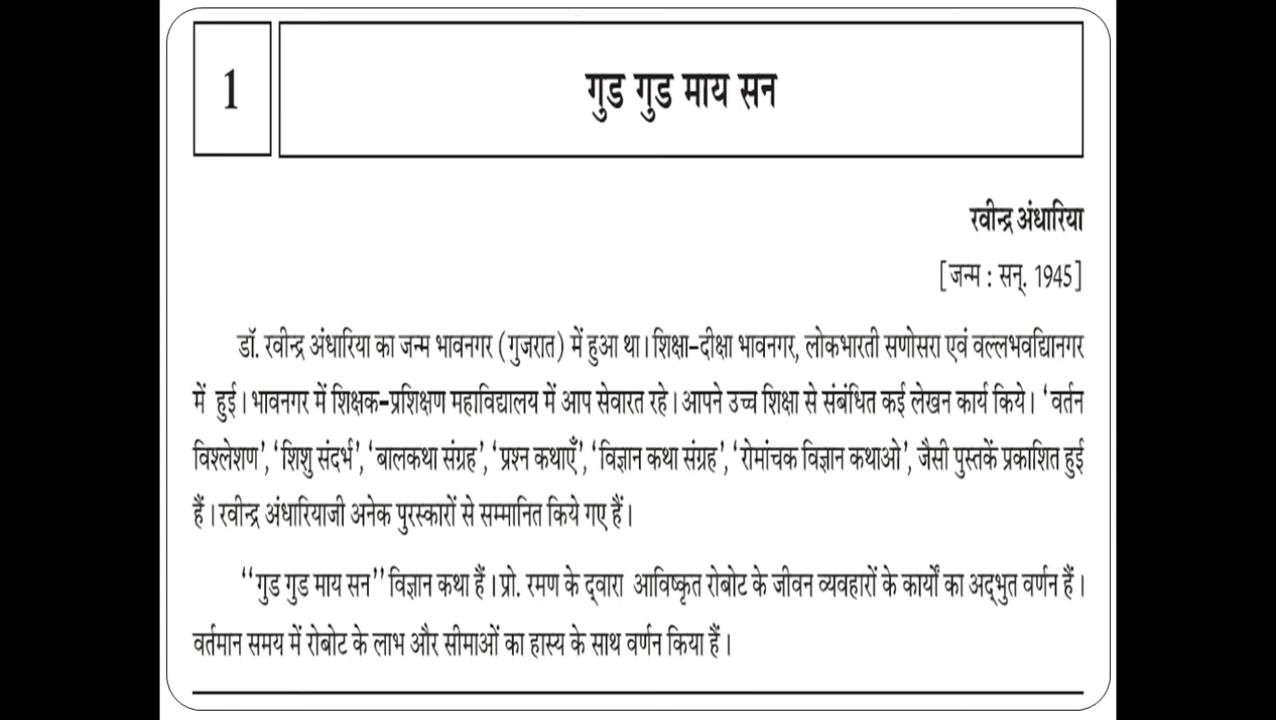 1
गुड गुड माय सन
रवीन्द्र अंधारिया
[जन्म : सन्. 1945]
डॉ. रवीन्द्र अंधारिया का जन्म भावनगर (गुजरात) में हुआ था। शिक्षा-दीक्षा भावनगर, लोकभारती सणोसरा एवं वल्लभवद्यिानगर
में हुई। भावनगर में शिक्षक-प्रशिक्षण महाविद्यालय में आप सेवारत रहे। आपने उच्च शिक्षा से संबंधित कई लेखन कार्य किये। ‘वर्तन
विश्लेशण’, ‘शिशु संदर्भ’, ‘बालकथा संग्रह’, ‘प्रश्न कथाएँ’, ‘विज्ञान कथा संग्रह’, ‘रोमांचक विज्ञान कथाओ’, जैसी पुस्तकें प्रकाशित हुई
हैं। रवीन्द्र अंधारियाजी अनेक पुरस्कारों से सम्मानित किये गए हैं।
“गुड गुड माय सन” विज्ञान कथा हैं। प्रो. रमण के द्वारा आविष्कृत रोबोट के जीवन व्यवहारों के कार्यों का अद्भुत वर्णन हैं।
वर्तमान समय में रोबोट के लाभ और सीमाओं का हास्य के साथ वर्णन किया हैं।